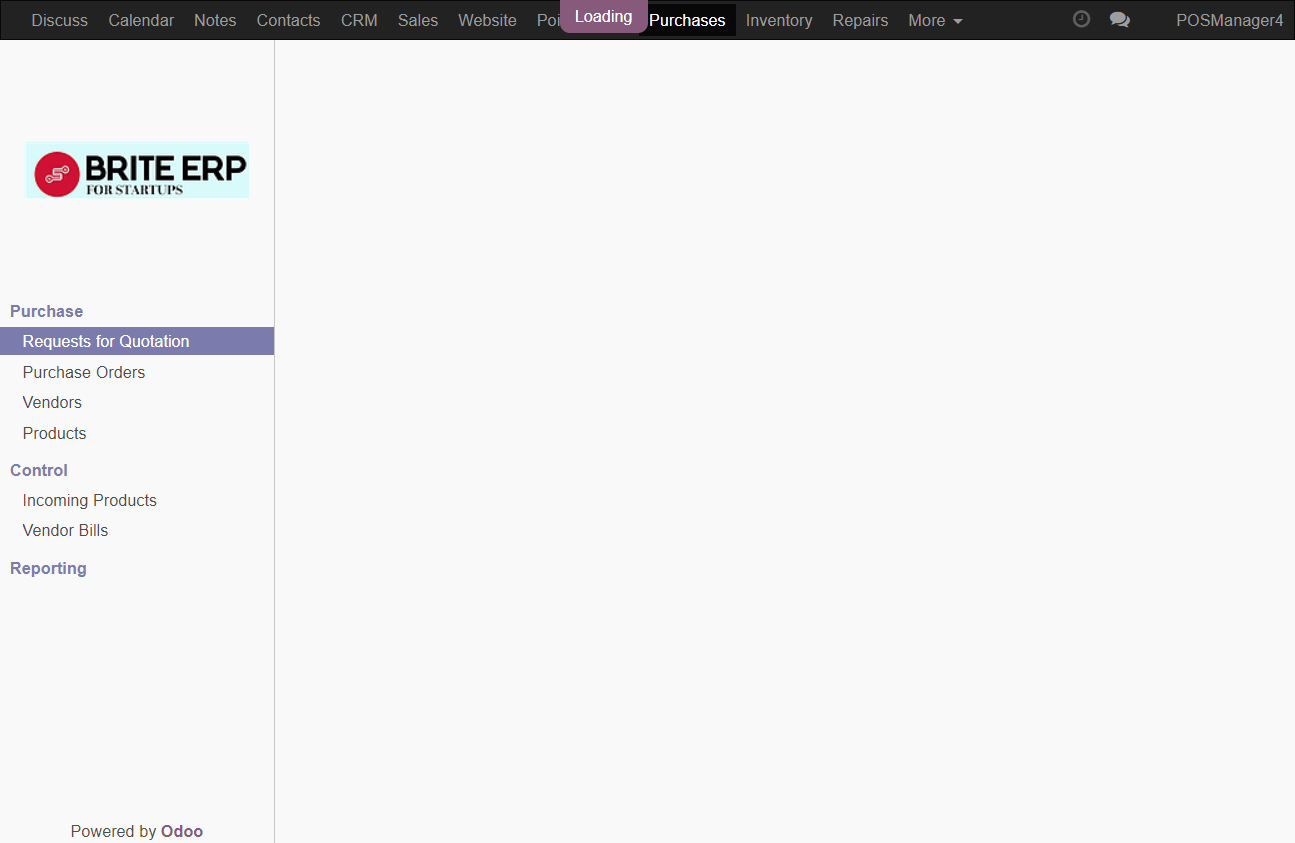 Discuss Calendar Notes Contacts CRM Sales Website Poi Loading Purchases Inventory Repairs More POSManager4
BRITE ERP
FOR STARTUPS
Purchase
Requests for Quotation
Purchase Orders
Vendors
Products
Control
Incoming Products
Vendor Bills
Reporting
Powered by Odoo